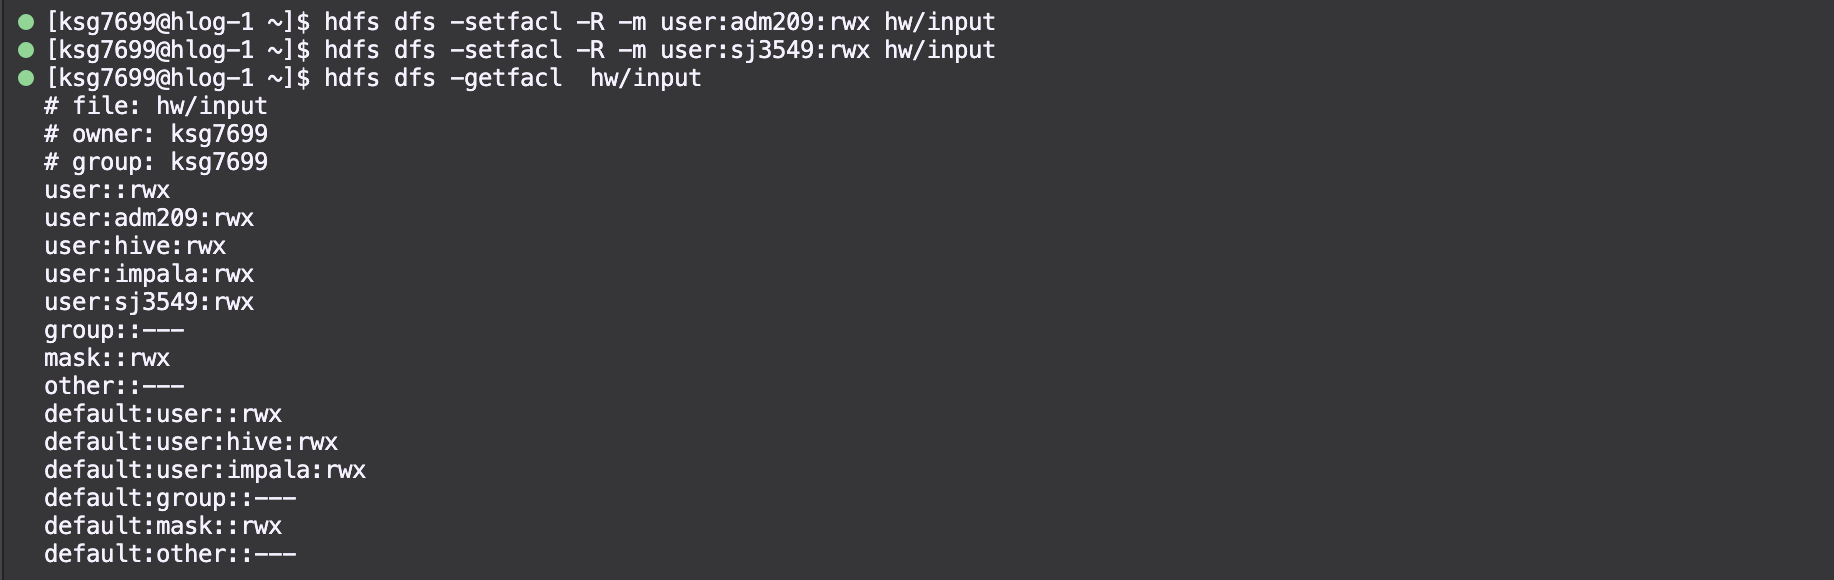 [ksg7699@hlog-1 ~]$ hdfs dfs -setfacl -R -m user:adm209:rwx hw/input
[ksg7699@hlog-1 ~]$ hdfs dfs -setfacl -R -m user:sj3549:rwx hw/input
[ksg7699@hlog-1 ~]$ hdfs dfs -getfacl  hw/input
# file: hw/input
# owner: ksg7699
# group: ksg7699
user::rwx
user:adm209:rwx
user:hive:rwx
user:impala:rwx
user:sj3549:rwx
group::---
mask::rwx
other::---
default:user::rwx
default:user:hive:rwx
default:user:impala:rwx
default:group::---
default:mask::rwx
default:other::---